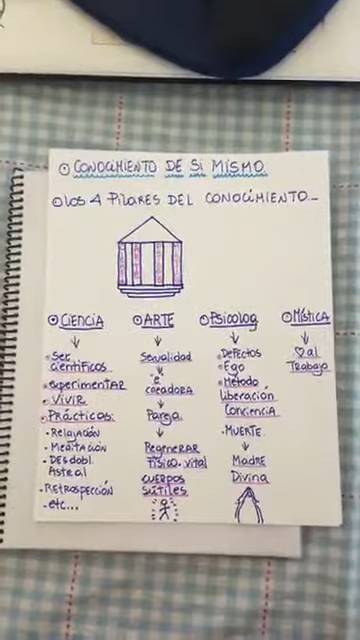 CONOCIMIENTO DE SÍ MISMO
LOS 4 PILARES DEL CONOCIMIENTO...
CIENCIA
Ser
científicos
experimentar
VIVIR
PRÁCTICAS:
- RELAJACIÓN
- MEDITACIÓN
- DESDOBL.
ASTRAL
- RETROSPECCIÓN
- etc...
ARTE
Sexualidad
creadora
Pareja
Regenerar
Físico. vital
CUERPOS
SÚTILES
Psicolog
- DEFECTOS
- Ego
- Método
liberación
Conciencia
- MUERTE
MADRE
Divina
MÍSTICA
♡ al
Trabajo